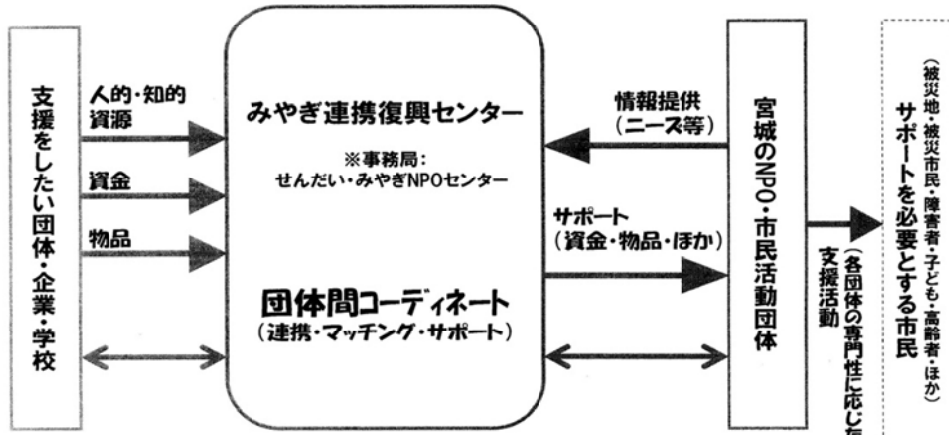 支援をしたい団体・企業・学校
人的・知的
資源
資金
物品
みやぎ連携復興センター
※事務局：
せんだい・みやぎNPOセンター
団体間コーディネート
（連携・マッチング・サポート）
情報提供
（ニーズ等）
サポート
（資金・物品・ほか）
宮城のNPO・市民活動団体
支援活動
（各団体の専門性に応じた
サポートを必要とする市民
（被災地・被災市民・障害者・子ども・高齢者・ほか）